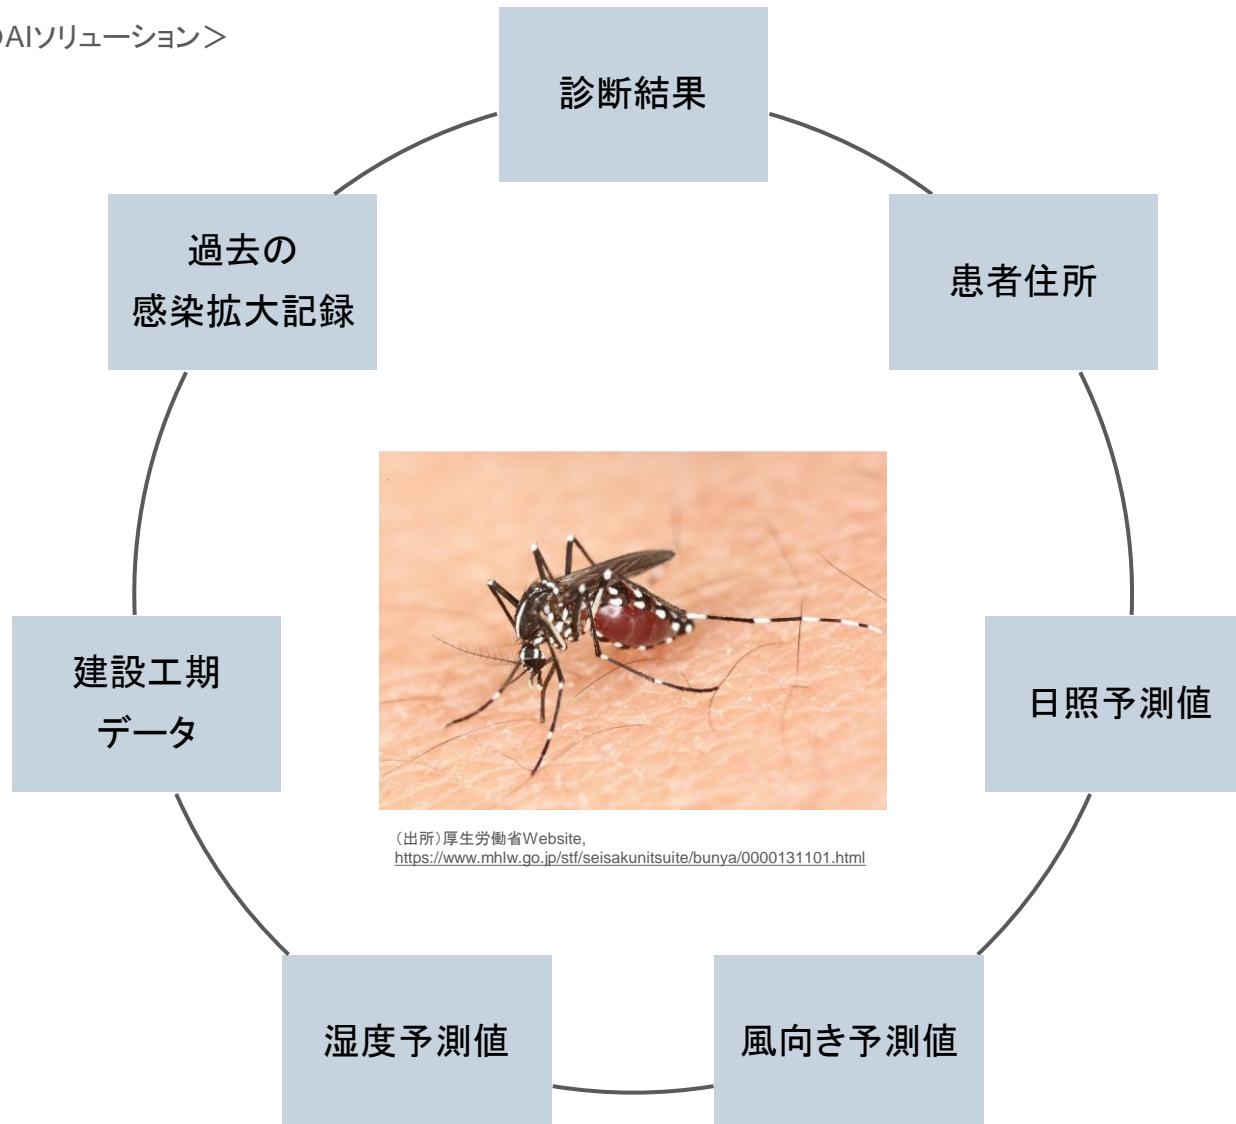 AIソリューション＞
診断結果
過去の
感染拡大記録
患者住所
建設工期
データ
日照予測値
（出所）厚生労働省Website,
https://www.mhlw.go.jp/stf/seisakunitsuite/bunya/0000131101.html
湿度予測値
風向き予測値